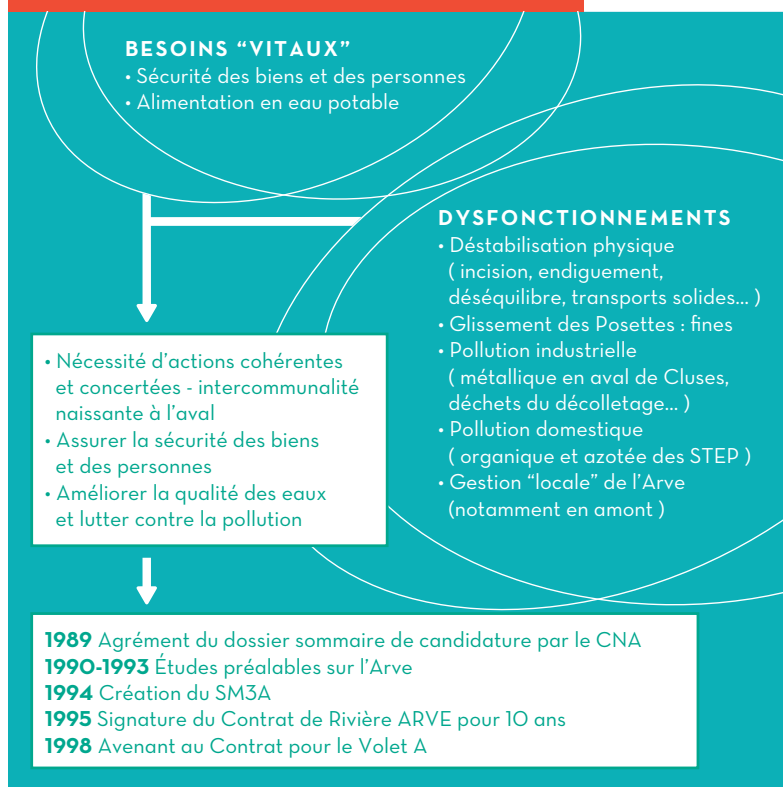 BESOINS “VITAUX”
• Sécurité des biens et des personnes
• Alimentation en eau potable
DYSFONCTIONNEMENTS
• Déstabilisation physique
( incision, endiguement,
déséquilibre, transports solides... )
• Glissement des Posettes : fines
• Pollution industrielle
( métallique en aval de Cluses,
déchets du décolletage... )
• Pollution domestique
( organique et azotée des STEP )
• Gestion “locale” de l’Arve
(notamment en amont )
• Nécessité d’actions cohérentes
et concertées - intercommunalité
naissante à l’aval
• Assurer la sécurité des biens
et des personnes
• Améliorer la qualité des eaux
et lutter contre la pollution
1989 Agrément du dossier sommaire de candidature par le CNA
1990-1993 Études préalables sur l’Arve
1994 Création du SM3A
1995 Signature du Contrat de Rivière ARVE pour 10 ans
1998 Avenant au Contrat pour le Volet A